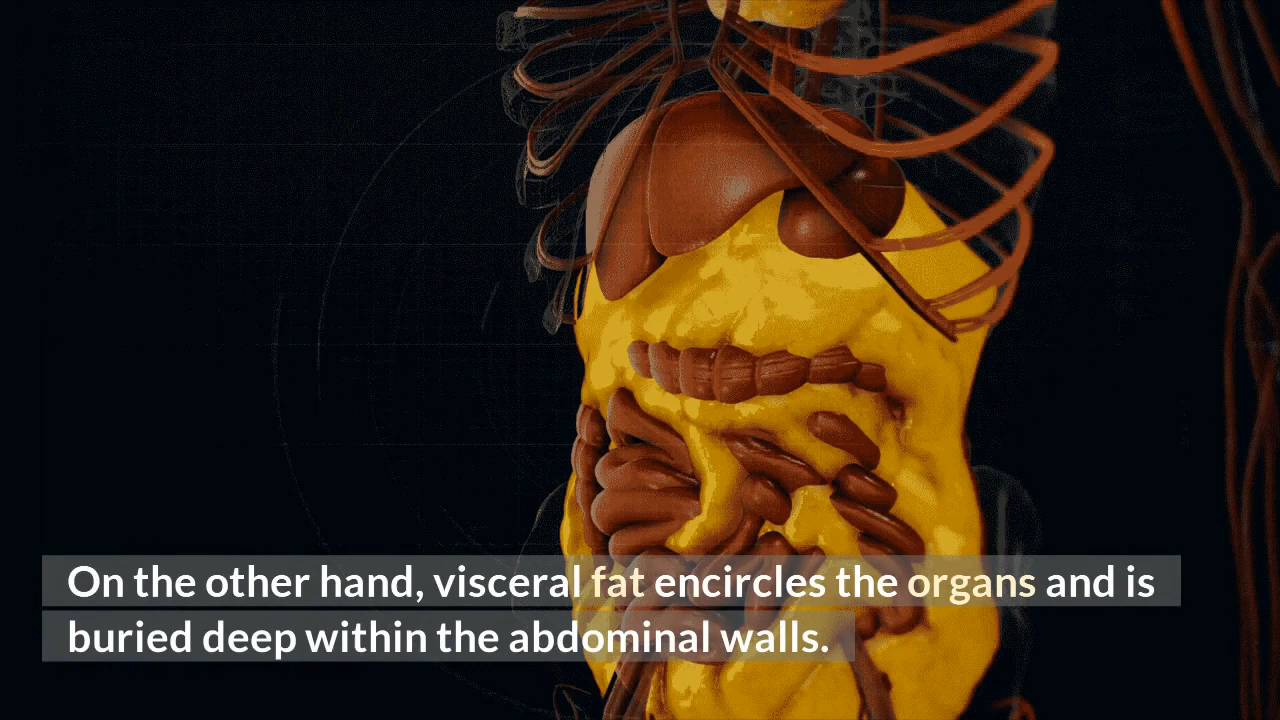 On the other hand, visceral fat encircles the organs and is
buried deep within the abdominal walls.